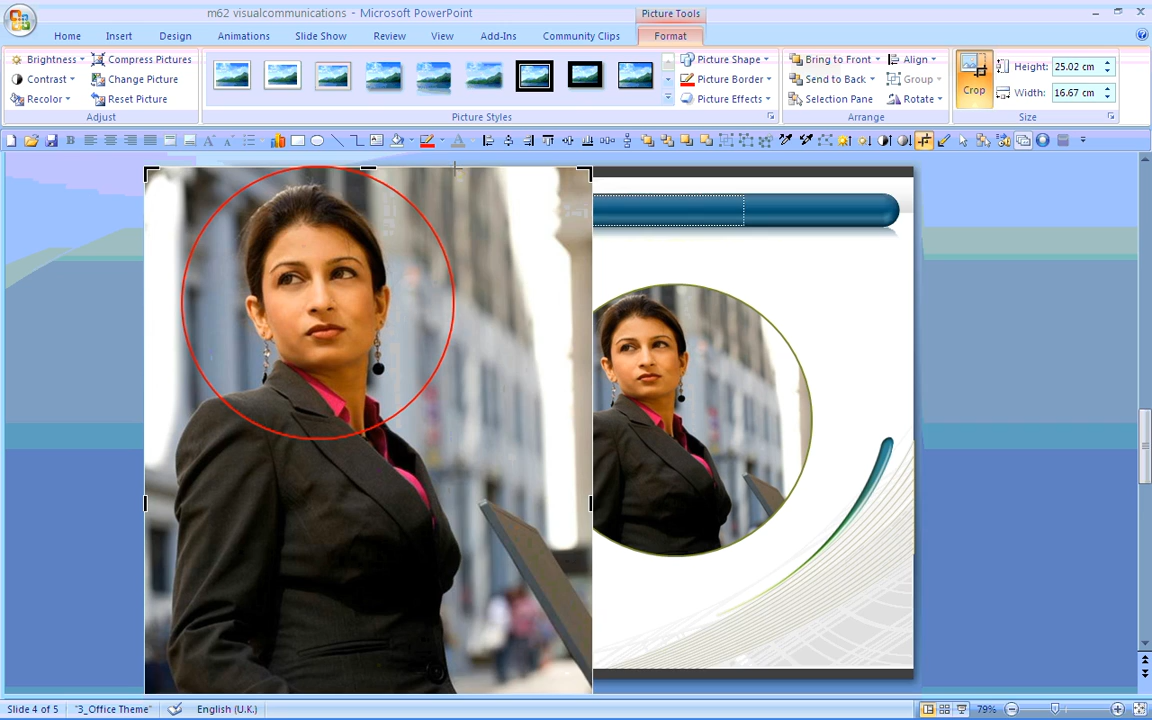 m62 visualcommunications - Microsoft PowerPoint
Picture Tools
Home Insert Design Animations Slide Show Review View Add-Ins Community Clips Format
Brightness Compress Pictures Picture Shape Bring to Front Align Height: 25.02 cm
Contrast Change Picture Picture Border Send to Back Group Crop Width: 16.67 cm
Recolor Reset Picture Picture Effects Selection Pane Rotate
Adjust Picture Styles Arrange Size
B A A A
Slide 4 of 5 "3_Office Theme" English (U.K.) 79%